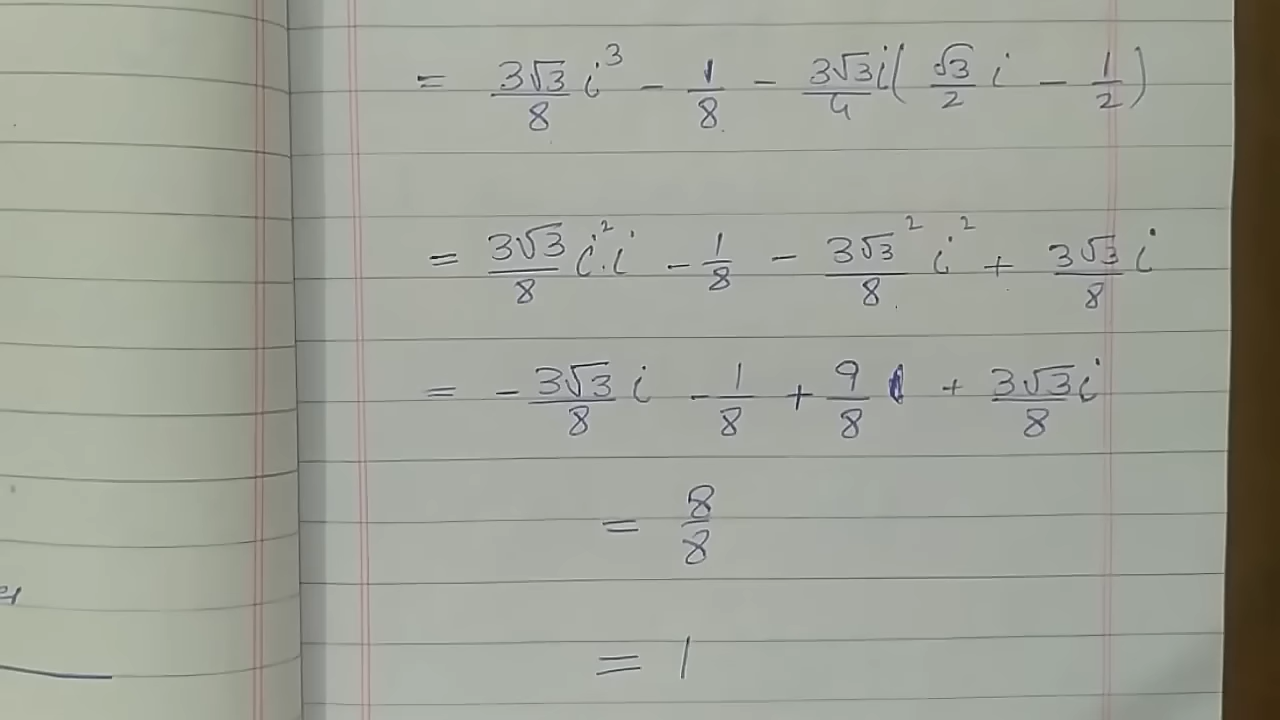 = 3√3/8 i³ - 1/8 - 3√3/4 i( √3/2 i - 1/2 )
= 3√3/8 i².i - 1/8 - 3√3²/8 i² + 3√3/8 i
= - 3√3/8 i - 1/8 + 9/8 + 3√3/8 i
= 8/8
= 1